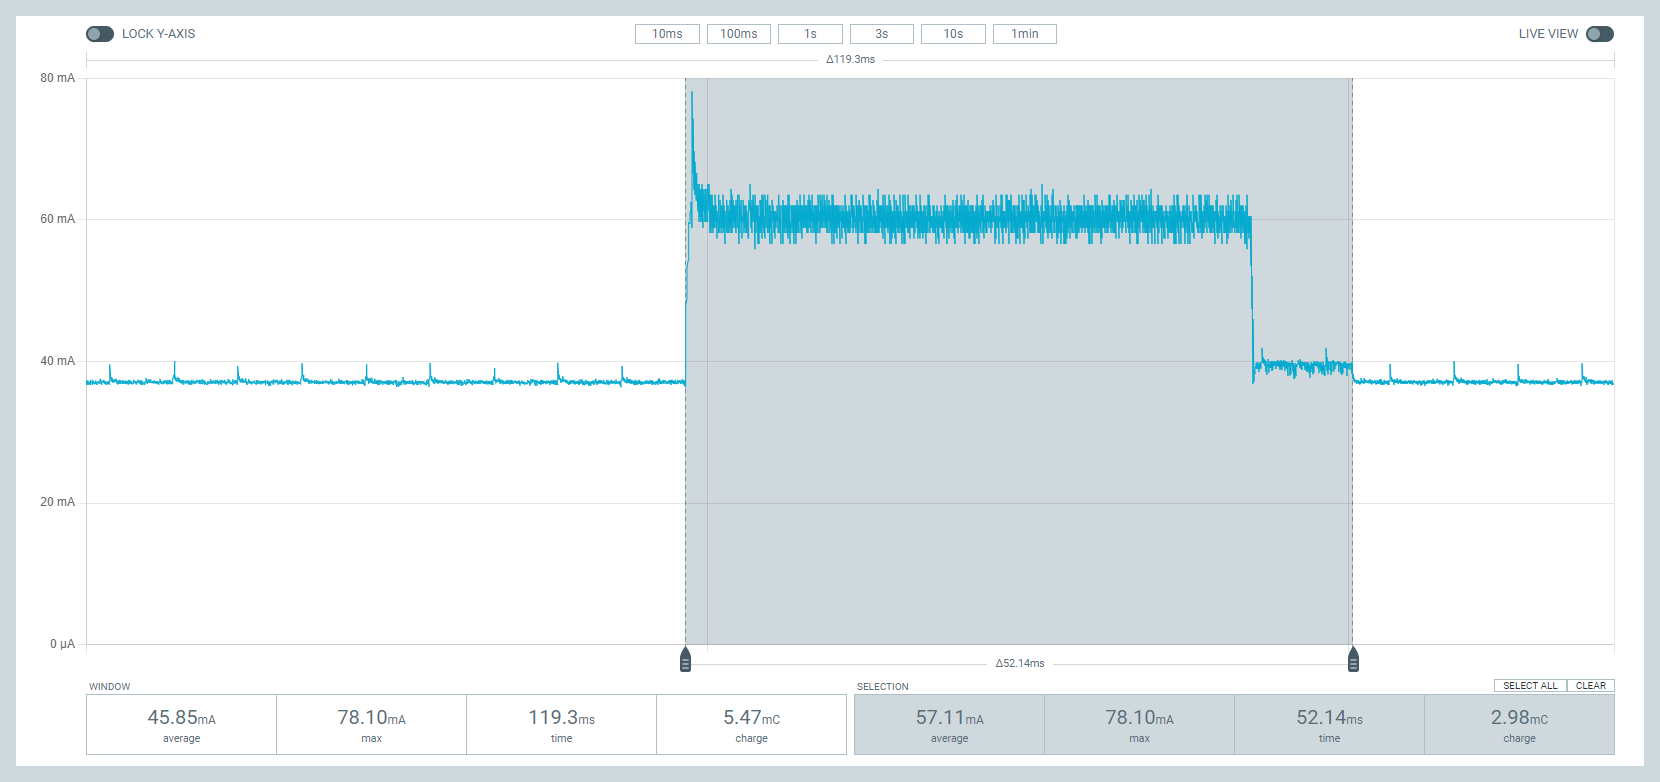 LOCK Y-AXIS
10ms 100ms 1s 3s 10s 1min
LIVE VIEW
Δ119.3ms
80 mA
60 mA
40 mA
20 mA
0 µA
Δ52.14ms
WINDOW
45.85mA average
78.10mA max
119.3ms time
5.47mC charge
SELECTION
SELECT ALL CLEAR
57.11mA average
78.10mA max
52.14ms time
2.98mC charge